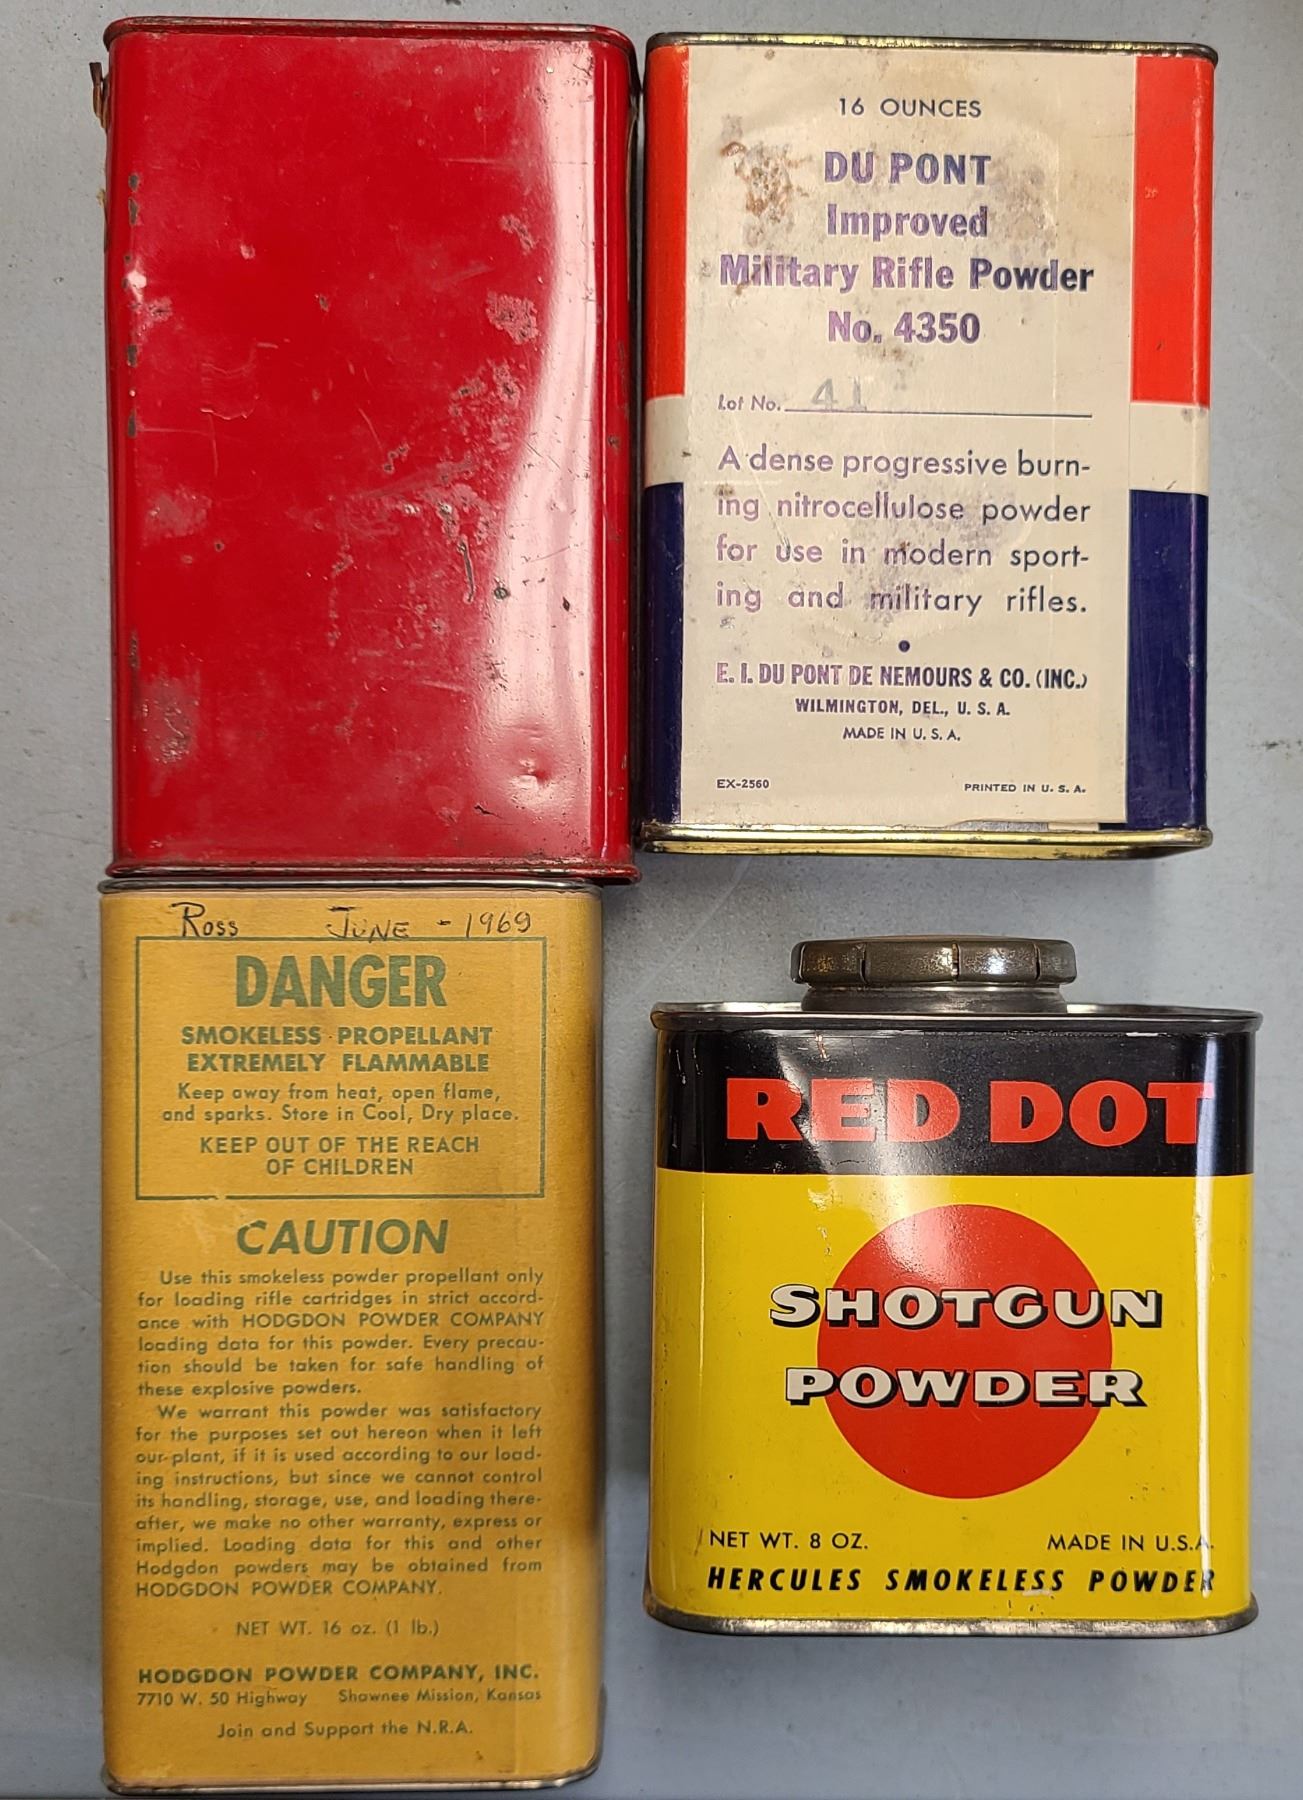 16 OUNCES
DU PONT
Improved
Military Rifle Powder
No. 4350
Lot No. 41
A dense progressive burn-
ing nitrocellulose powder
for use in modern sport-
ing and military rifles.
E. I. DU PONT DE NEMOURS & CO. (INC.)
WILMINGTON, DEL., U. S. A.
MADE IN U. S. A.
EX-2560 PRINTED IN U. S. A.
Ross June - 1969
DANGER
SMOKELESS PROPELLANT
EXTREMELY FLAMMABLE
Keep away from heat, open flame,
and sparks. Store in Cool, Dry place.
KEEP OUT OF THE REACH
OF CHILDREN
CAUTION
Use this smokeless powder propellant only
for loading rifle cartridges in strict accord-
ance with HODGDON POWDER COMPANY
loading data for this powder. Every precau-
tion should be taken for safe handling of
these explosive powders.
We warrant this powder was satisfactory
for the purposes set out hereon when it left
our plant, if it is used according to our load-
ing instructions, but since we cannot control
its handling, storage, use, and loading there-
after, we make no other warranty, express or
implied. Loading data for this and other
Hodgdon powders may be obtained from
HODGDON POWDER COMPANY.
NET WT. 16 oz. (1 lb.)
HODGDON POWDER COMPANY, INC.
7710 W. 50 Highway Shawnee Mission, Kansas
Join and Support the N.R.A.
RED DOT
SHOTGUN
POWDER
NET WT. 8 OZ. MADE IN U.S.A.
HERCULES SMOKELESS POWDER